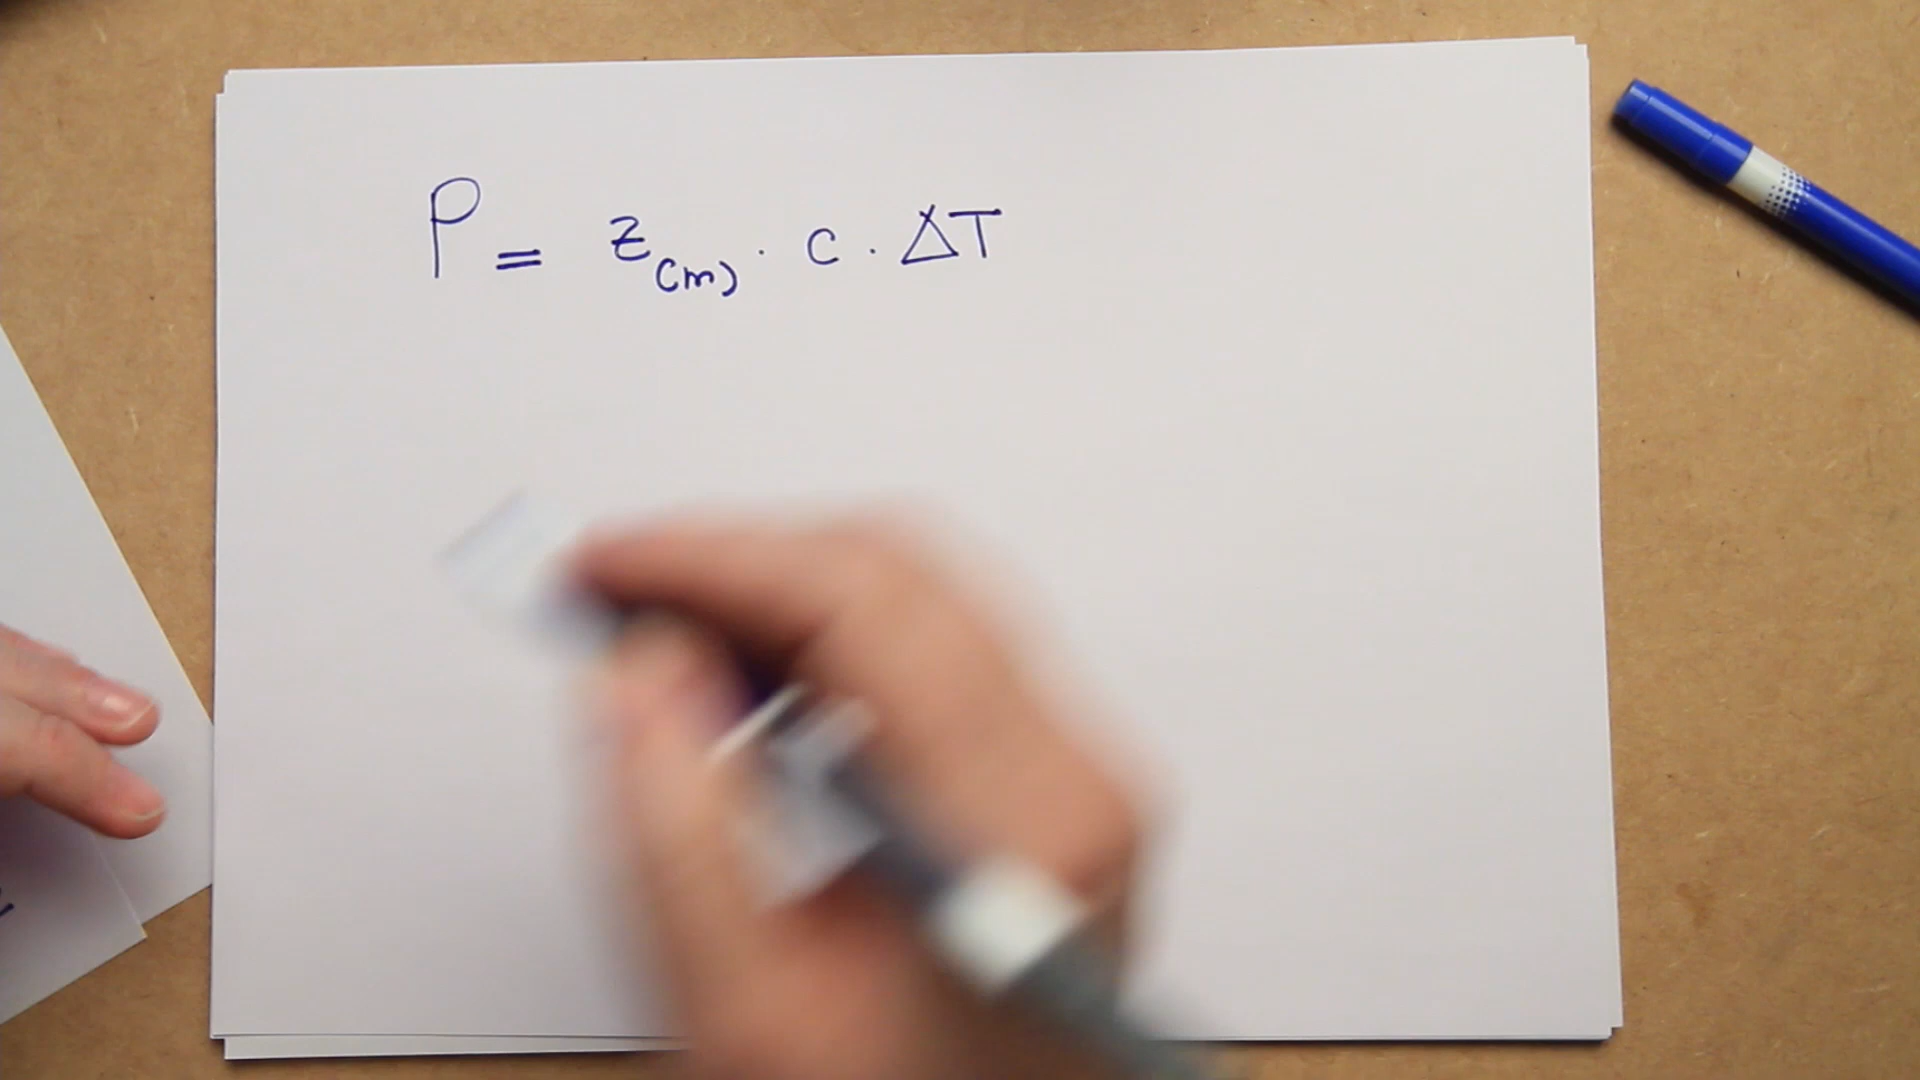 P = z(m) · c · ΔT